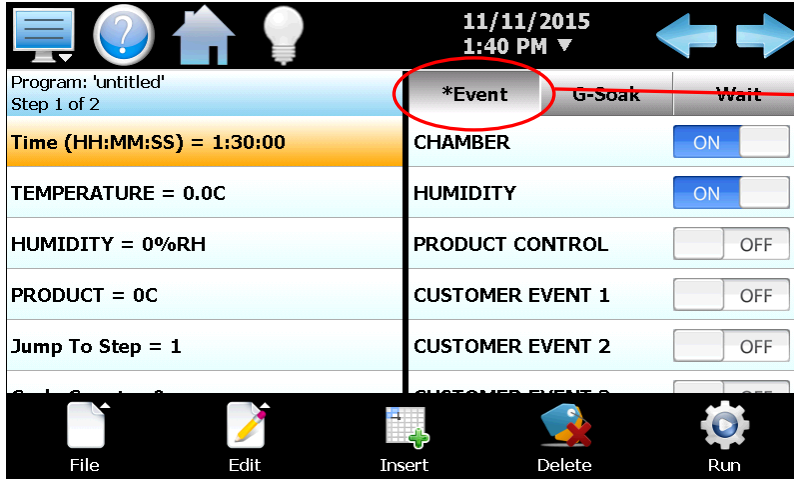 11/11/2015
1:40 PM ▼
Program: 'untitled'
Step 1 of 2
*Event
G-Soak
Wait
Time (HH:MM:SS) = 1:30:00
CHAMBER
ON
TEMPERATURE = 0.0C
HUMIDITY
ON
HUMIDITY = 0%RH
PRODUCT CONTROL
OFF
PRODUCT = 0C
CUSTOMER EVENT 1
OFF
Jump To Step = 1
CUSTOMER EVENT 2
OFF
File
Edit
Insert
Delete
Run